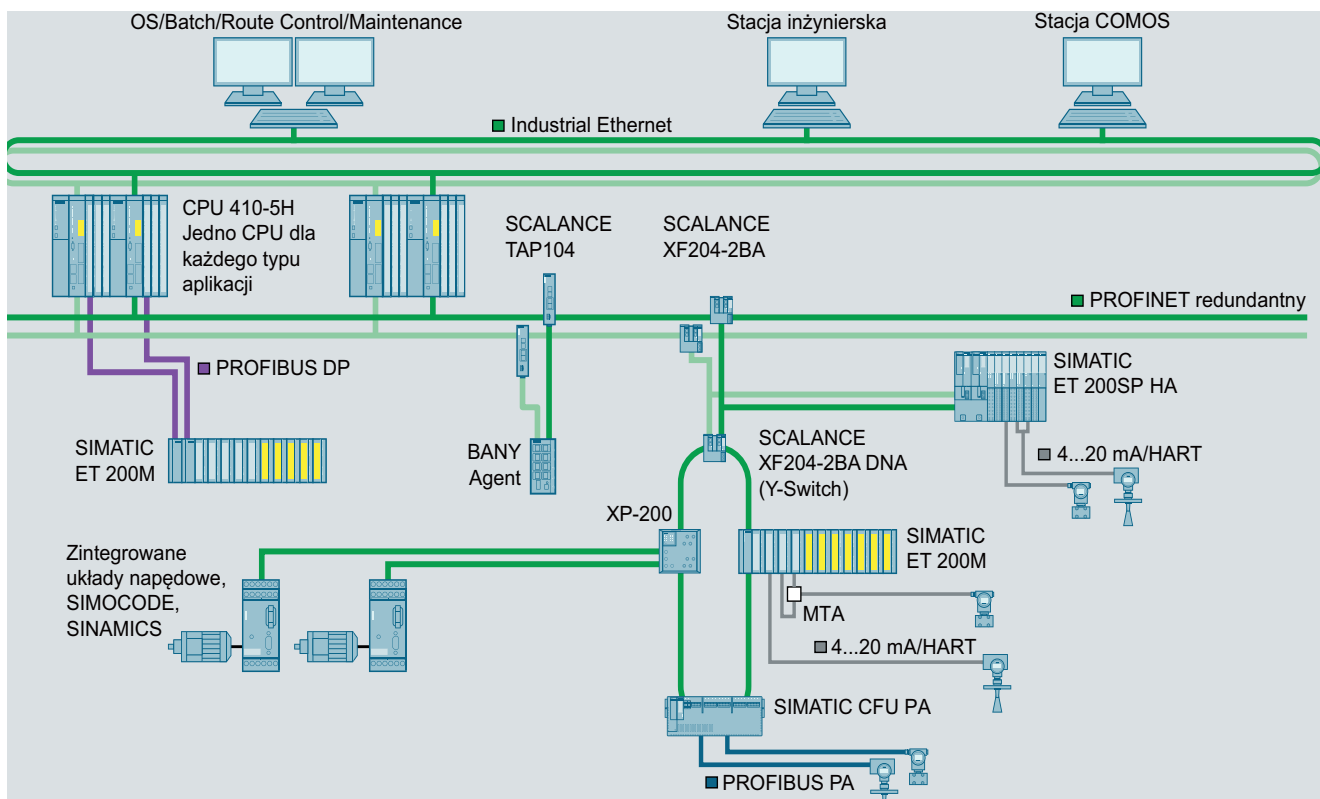 OS/Batch/Route Control/Maintenance
Stacja inżynierska
Stacja COMOS
Industrial Ethernet
CPU 410-5H
Jedno CPU dla
każdego typu
aplikacji
SCALANCE
TAP104
SCALANCE
XF204-2BA
PROFINET redundantny
PROFIBUS DP
SIMATIC
ET 200SP HA
SIMATIC
ET 200M
BANY
Agent
SCALANCE
XF204-2BA DNA
(Y-Switch)
4...20 mA/HART
XP-200
SIMATIC
ET 200M
Zintegrowane
układy napędowe,
SIMOCODE,
SINAMICS
MTA
4...20 mA/HART
SIMATIC CFU PA
PROFIBUS PA